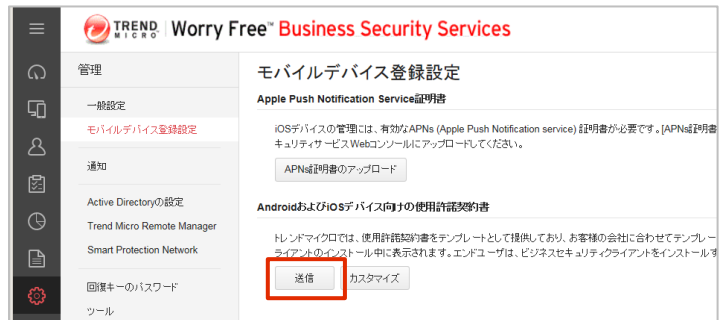 TREND MICRO Worry Free™ Business Security Services
管理
一般設定
モバイルデバイス登録設定
通知
Active Directoryの設定
Trend Micro Remote Manager
Smart Protection Network
回復キーのパスワード
ツール
モバイルデバイス登録設定
Apple Push Notification Service証明書
iOSデバイスの管理には、有効なAPNs (Apple Push Notification service) 証明書が必要です。[APNs証明書
キュリティサービスWebコンソールにアップロードしてください。
APNs証明書のアップロード
AndroidおよびiOSデバイス向けの使用許諾契約書
トレンドマイクロでは、使用許諾契約書をテンプレートとして提供しており、お客様の会社に合わせてテンプレー
ライアントのインストール中に表示されます。エンドユーザは、ビジネスセキュリティクライアントをインストールす
送信
カスタマイズ